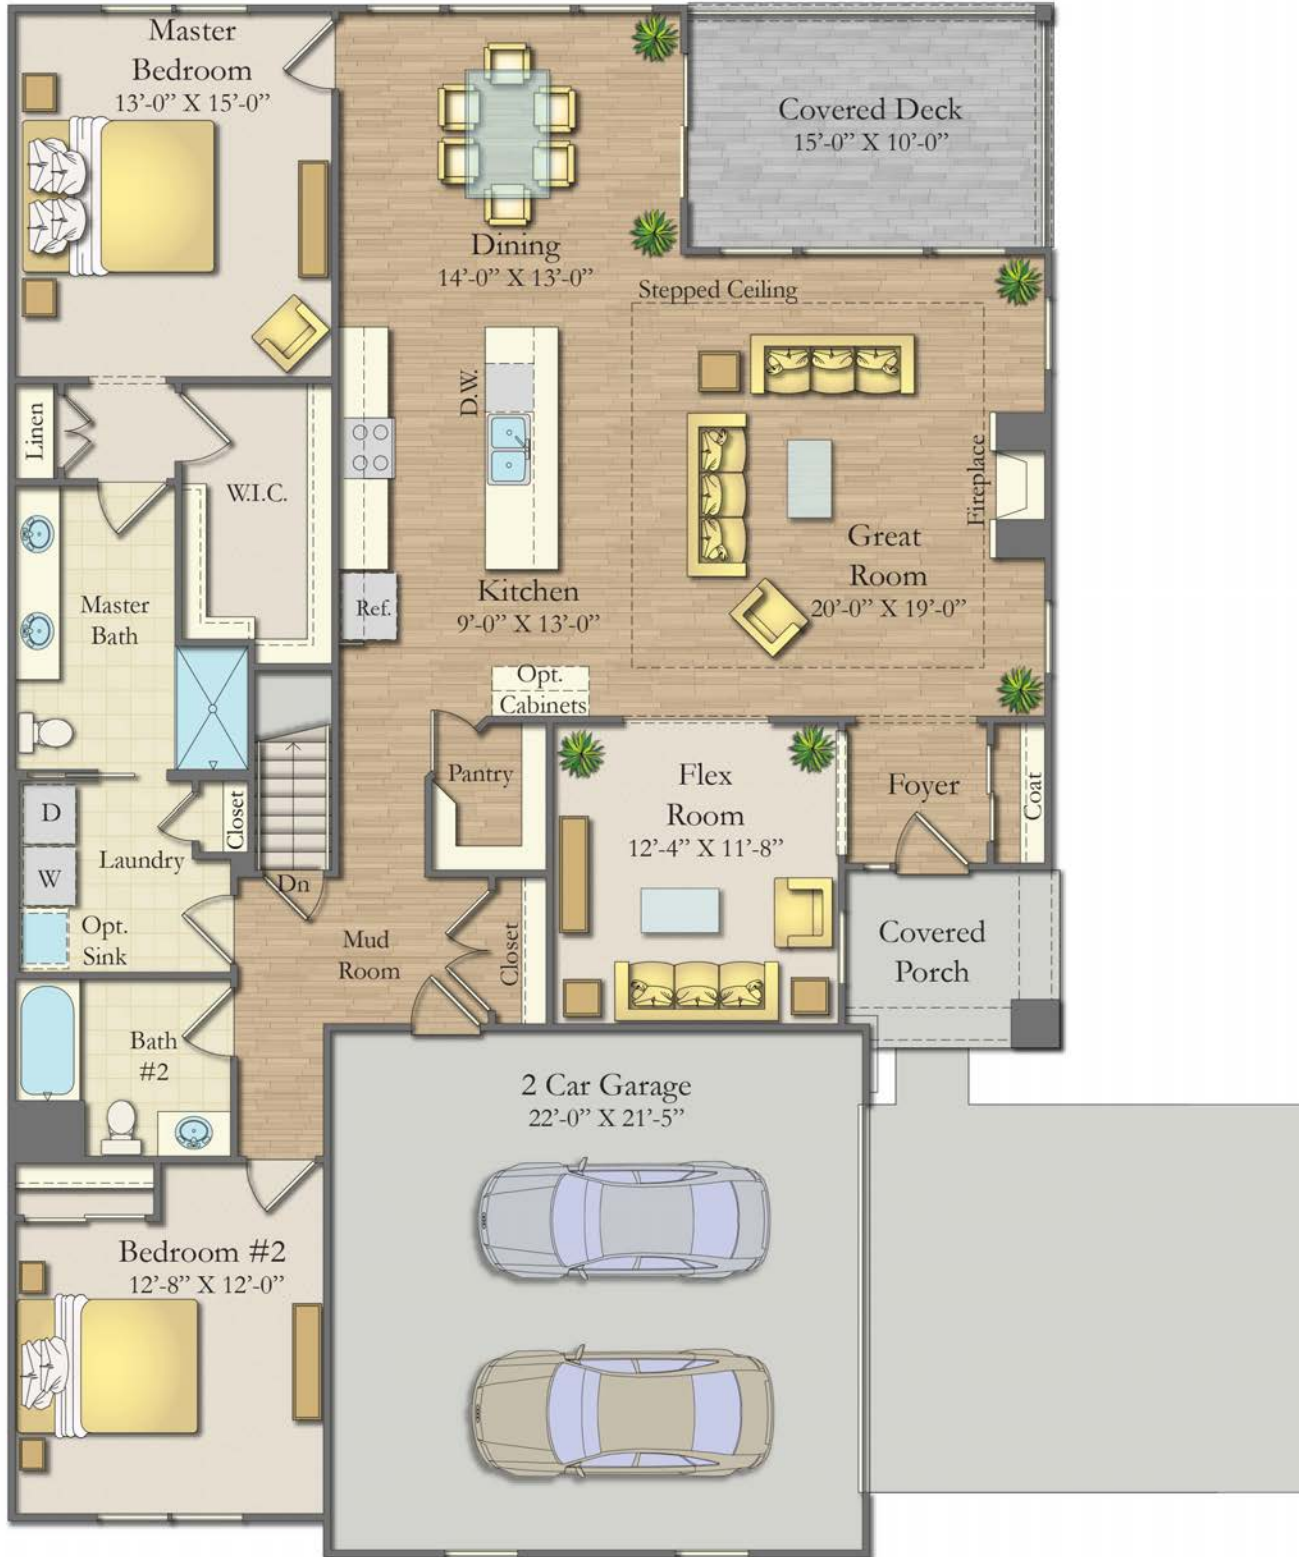 Master
Bedroom
13’-0” X 15’-0”
Covered Deck
15’-0” X 10’-0”
Dining
14’-0” X 13’-0”
Stepped Ceiling
D.W.
Linen
W.I.C.
Fireplace
Great
Room
20’-0” X 19’-0”
Kitchen
9’-0” X 13’-0”
Ref.
Master
Bath
Opt.
Cabinets
Pantry
Flex
Room
12’-4” X 11’-8”
Foyer
Coat
D
W
Laundry
Closet
Dn
Opt.
Sink
Mud
Room
Closet
Covered
Porch
Bath
#2
2 Car Garage
22’-0” X 21’-5”
Bedroom #2
12’-8” X 12’-0”